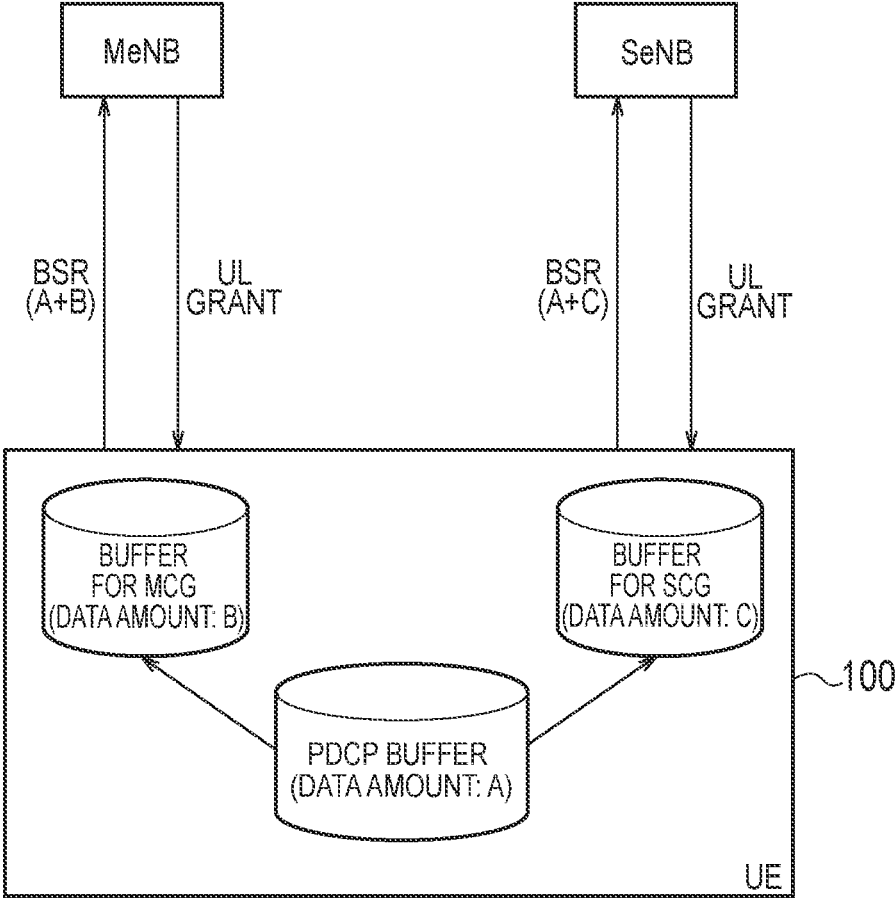 MeNB
SeNB
BSR
(A+B)
UL
GRANT
BSR
(A+C)
UL
GRANT
BUFFER
FOR MCG
(DATA AMOUNT: B)
BUFFER
FOR SCG
(DATA AMOUNT: C)
100
PDCP BUFFER
(DATA AMOUNT: A)
UE